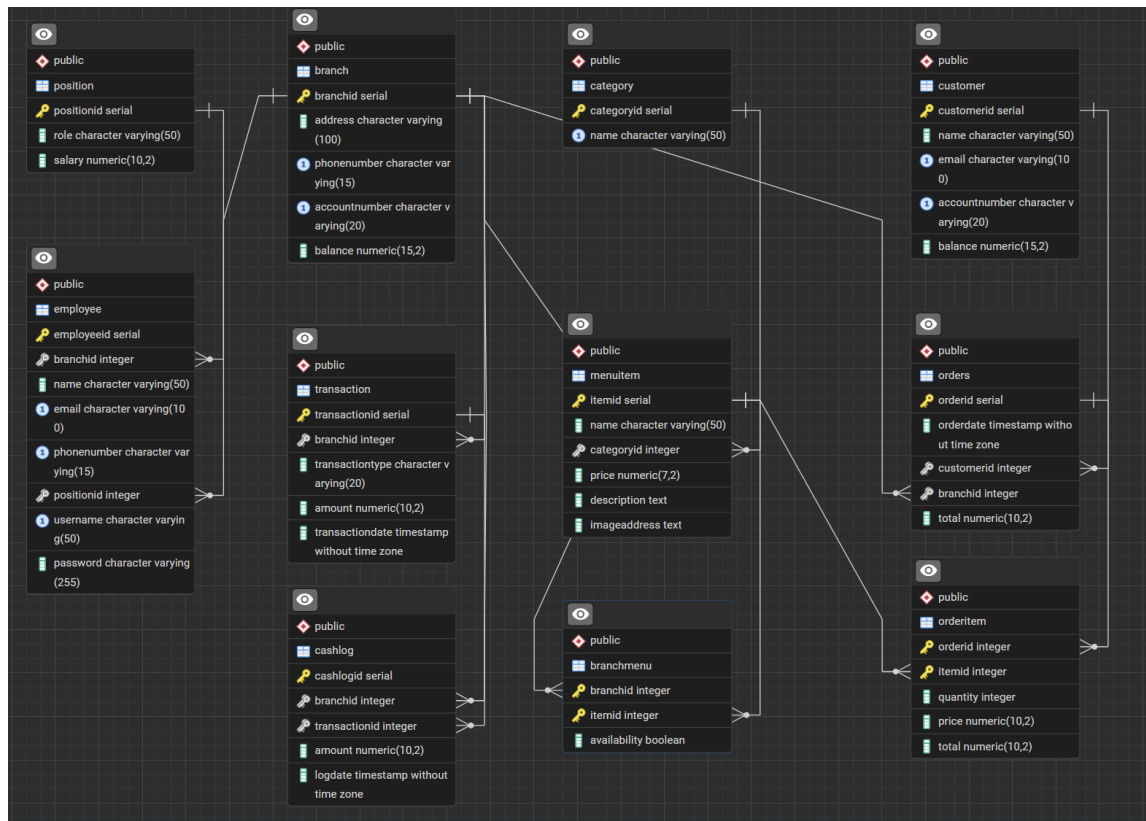 public
position
positionid serial
role character varying(50)
salary numeric(10,2)
public
employee
employeeid serial
branchid integer
name character varying(50)
email character varying(10
0)
phonenumber character var
ying(15)
positionid integer
username character varyin
g(50)
password character varying
(255)
public
branch
branchid serial
address character varying
(100)
phonenumber character var
ying(15)
accountnumber character v
arying(20)
balance numeric(15,2)
public
transaction
transactionid serial
branchid integer
transactiontype character v
arying(20)
amount numeric(10,2)
transactiondate timestamp
without time zone
public
cashlog
cashlogid serial
branchid integer
transactionid integer
amount numeric(10,2)
logdate timestamp without
time zone
public
category
categoryid serial
name character varying(50)
public
menuitem
itemid serial
name character varying(50)
categoryid integer
price numeric(7,2)
description text
imageaddress text
public
branchmenu
branchid integer
itemid integer
availability boolean
public
customer
customerid serial
name character varying(50)
email character varying(10
0)
accountnumber character v
arying(20)
balance numeric(15,2)
public
orders
orderid serial
orderdate timestamp witho
ut time zone
customerid integer
branchid integer
total numeric(10,2)
public
orderitem
orderid integer
itemid integer
quantity integer
price numeric(10,2)
total numeric(10,2)